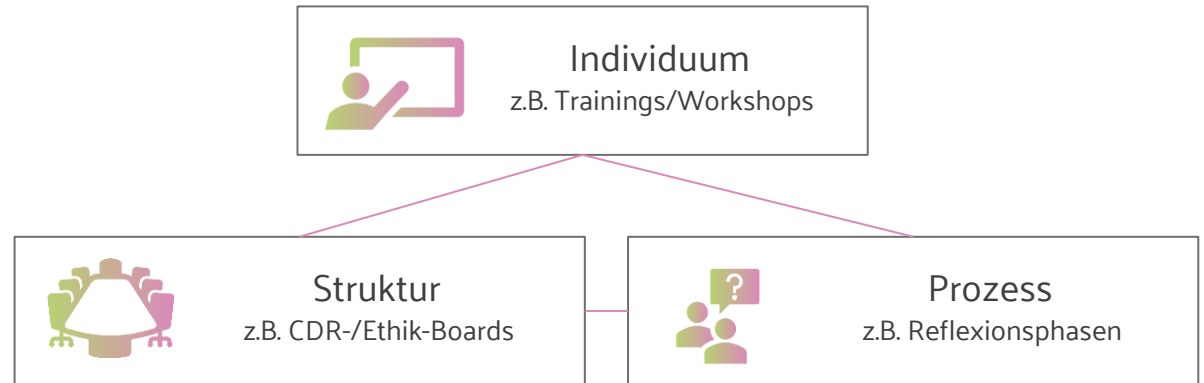 Individuum
z.B. Trainings/Workshops
Struktur
z.B. CDR-/Ethik-Boards
?
Prozess
z.B. Reflexionsphasen